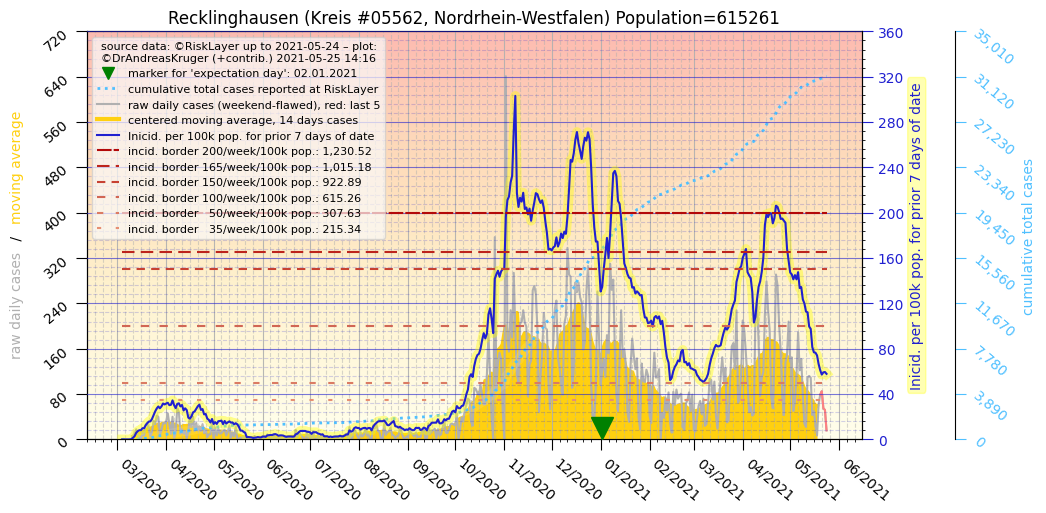 Recklinghausen (Kreis #05562, Nordrhein-Westfalen) Population=615261
source data: ©RiskLayer up to 2021-05-24 – plot:
©DrAndreasKruger (+contrib.) 2021-05-25 14:16
marker for 'expectation day': 02.01.2021
cumulative total cases reported at RiskLayer
raw daily cases (weekend-flawed), red: last 5
centered moving average, 14 days cases
Inicid. per 100k pop. for prior 7 days of date
incid. border 200/week/100k pop.: 1,230.52
incid. border 165/week/100k pop.: 1,015.18
incid. border 150/week/100k pop.: 922.89
incid. border 100/week/100k pop.: 615.26
incid. border 50/week/100k pop.: 307.63
incid. border 35/week/100k pop.: 215.34
raw daily cases / moving average
720
640
560
480
400
320
240
160
80
0
03/2020
04/2020
05/2020
06/2020
07/2020
08/2020
09/2020
10/2020
11/2020
12/2020
01/2021
02/2021
03/2021
04/2021
05/2021
06/2021
360
320
280
240
200
160
120
80
40
0
Inicid. per 100k pop. for prior 7 days of date
35,010
31,120
27,230
23,340
19,450
15,560
11,670
7,780
3,890
0
cumulative total cases